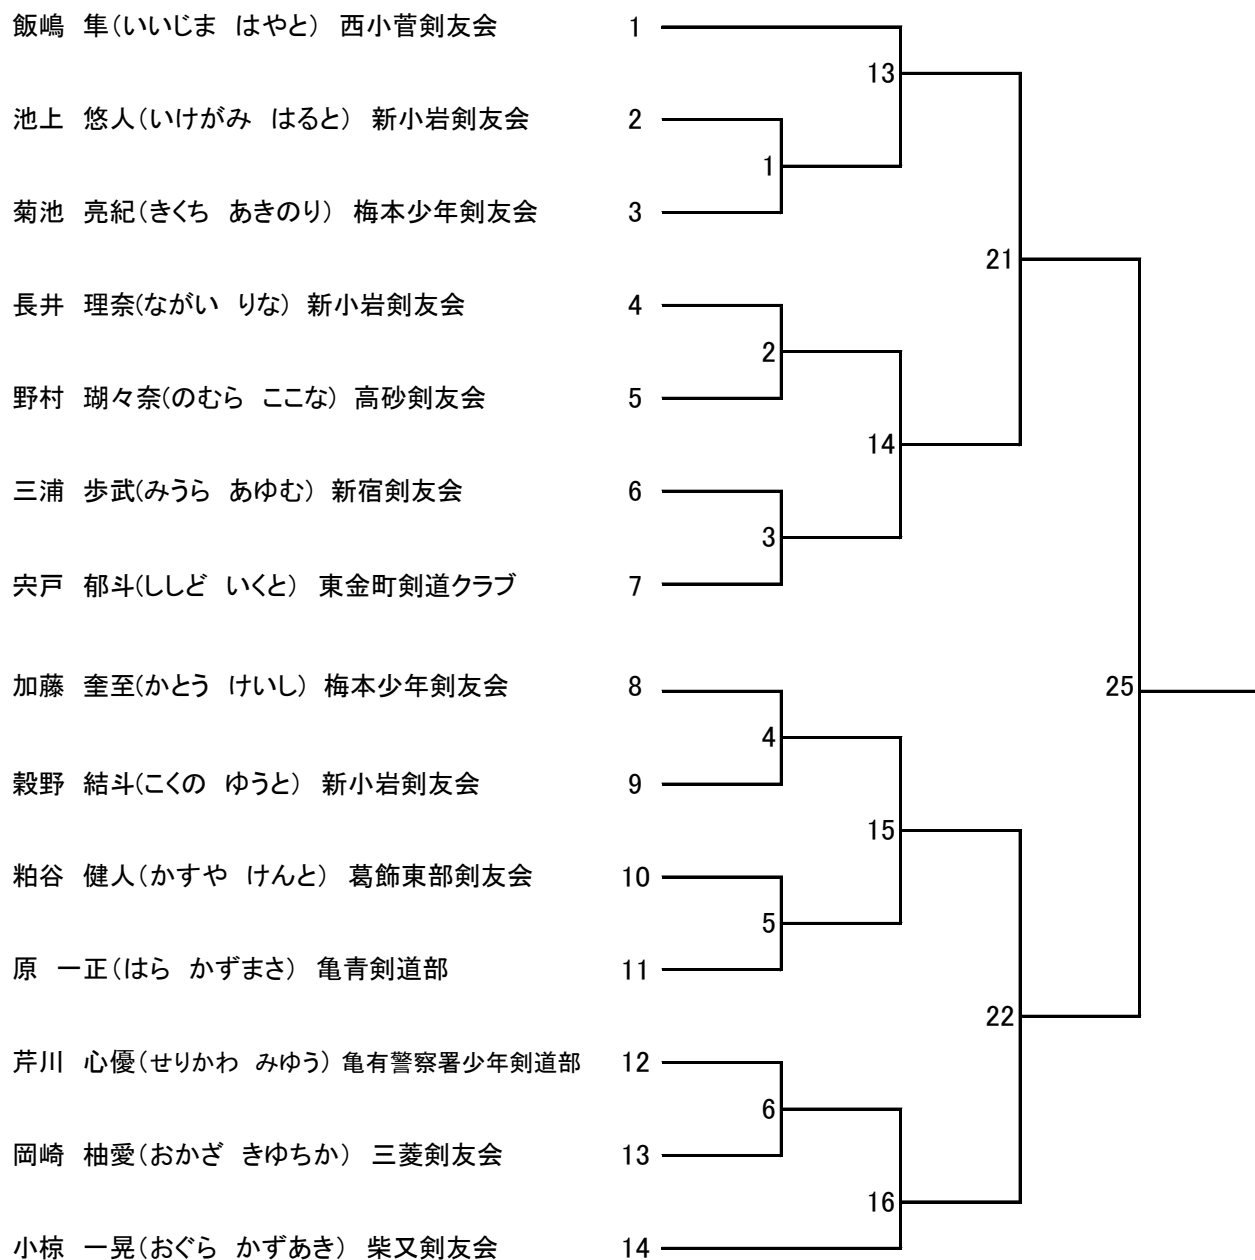 飯嶋　隼(いいじま　はやと)　西小菅剣友会　1
13
池上　悠人(いけがみ　はると)　新小岩剣友会　2
1
菊池　亮紀(きくち　あきのり)　梅本少年剣友会　3
21
長井　理奈(ながい　りな)　新小岩剣友会　4
2
野村　瑚々奈(のむら　ここな)　高砂剣友会　5
14
三浦　歩武(みうら　あゆむ)　新宿剣友会　6
3
宍戸　郁斗(ししど　いくと)　東金町剣道クラブ　7
加藤　奎至(かとう　けいし)　梅本少年剣友会　8
25
4
穀野　結斗(こくの　ゆうと)　新小岩剣友会　9
15
粕谷　健人(かすや　けんと)　葛飾東部剣友会　10
5
原　一正(はら　かずまさ)　亀青剣道部　11
22
芹川　心優(せりかわ　みゆう)　亀有警察署少年剣道部　12
6
岡崎　柚愛(おかざ　きゆちか)　三菱剣友会　13
16
小椋　一晃(おぐら　かずあき)　柴又剣友会　14